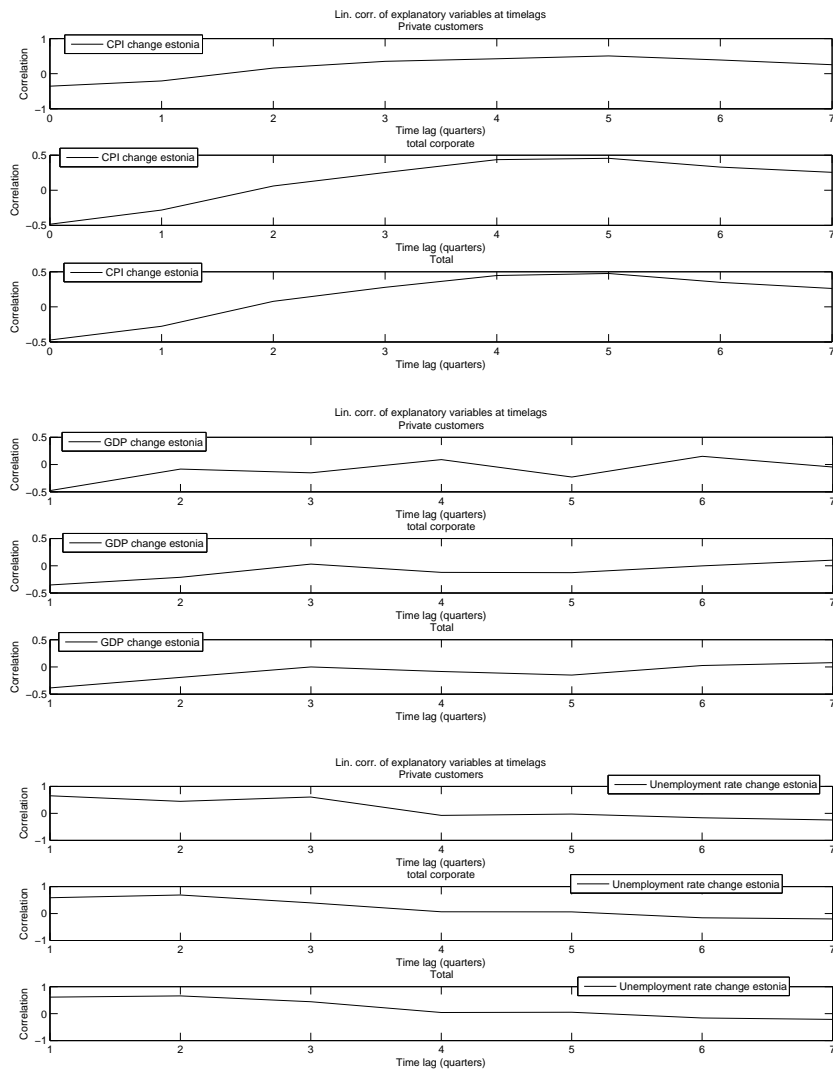 Lin. corr. of explanatory variables at timelags
Private customers
CPI change estonia
Correlation
1
0
−1
0 1 2 3 4 5 6 7
Time lag (quarters)
total corporate
CPI change estonia
Correlation
0.5
0
−0.5
0 1 2 3 4 5 6 7
Time lag (quarters)
Total
CPI change estonia
Correlation
0.5
0
−0.5
0 1 2 3 4 5 6 7
Time lag (quarters)
Lin. corr. of explanatory variables at timelags
Private customers
GDP change estonia
Correlation
0.5
0
−0.5
1 2 3 4 5 6 7
Time lag (quarters)
total corporate
GDP change estonia
Correlation
0.5
0
−0.5
1 2 3 4 5 6 7
Time lag (quarters)
Total
GDP change estonia
Correlation
0.5
0
−0.5
1 2 3 4 5 6 7
Time lag (quarters)
Lin. corr. of explanatory variables at timelags
Private customers
Unemployment rate change estonia
Correlation
1
0
−1
1 2 3 4 5 6 7
Time lag (quarters)
total corporate
Unemployment rate change estonia
Correlation
1
0
−1
1 2 3 4 5 6 7
Time lag (quarters)
Total
Unemployment rate change estonia
Correlation
1
0
−1
1 2 3 4 5 6 7
Time lag (quarters)